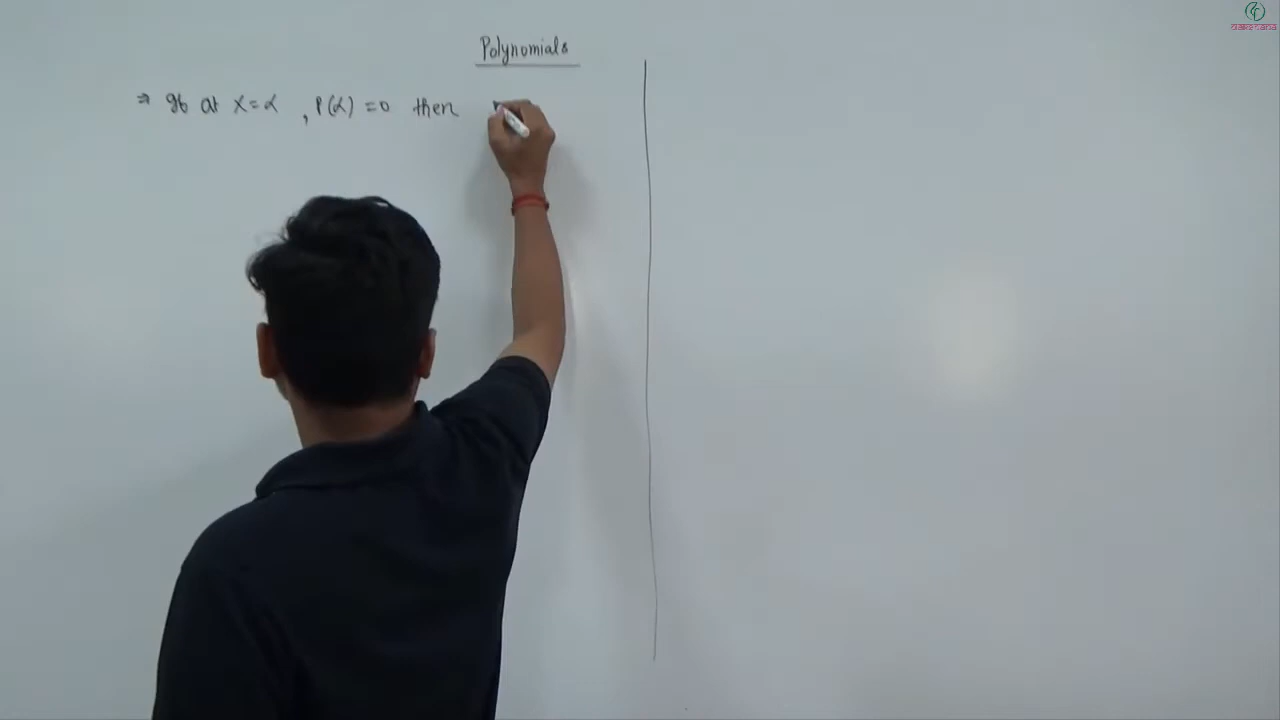 Polynomials
⇒ If at x=α , P(α) =0 then